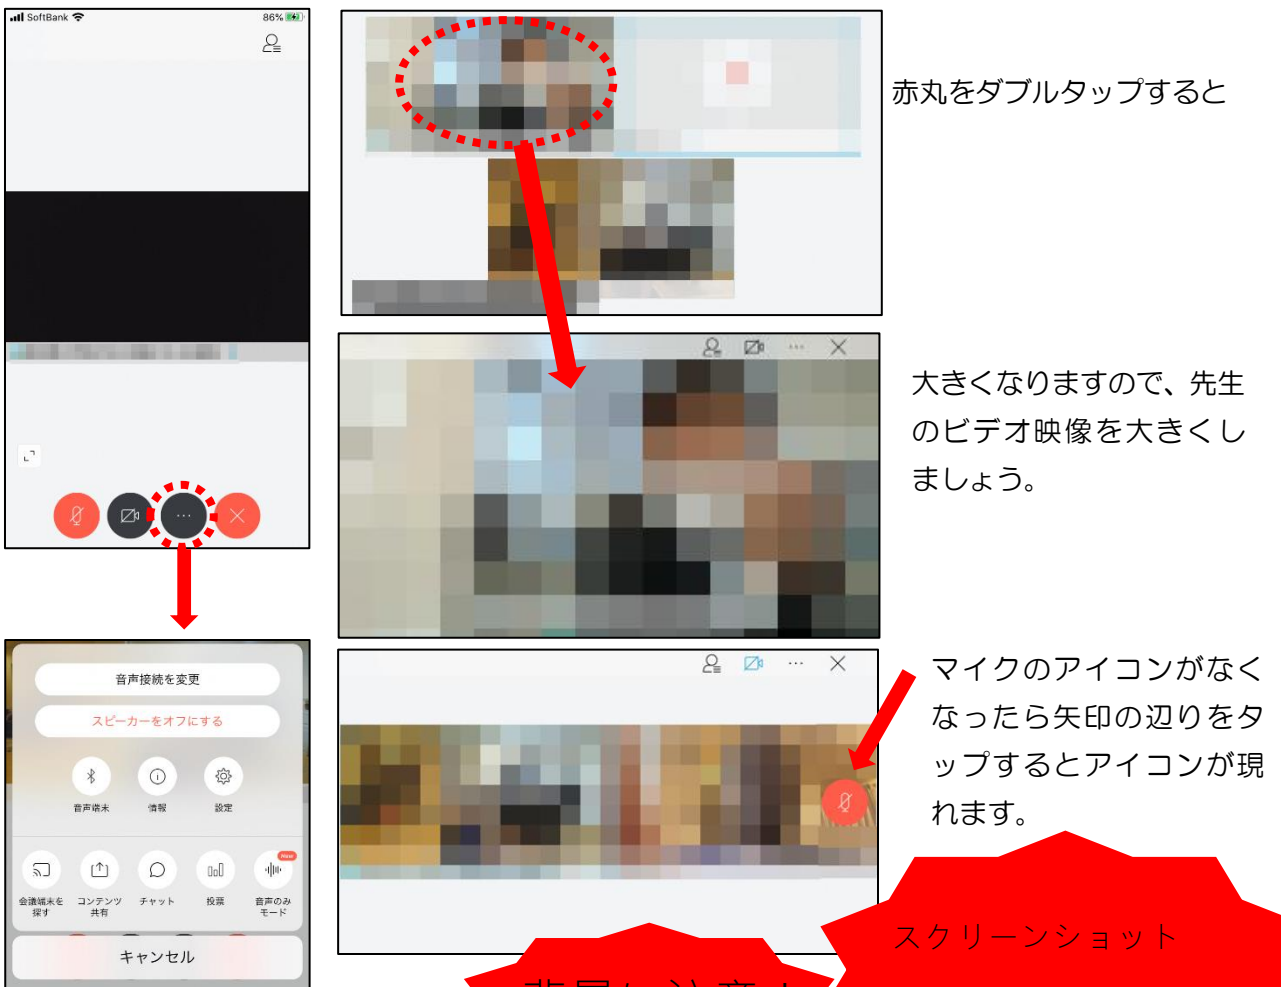 SoftBank
86%
赤丸をダブルタップすると
大きくなりますので、先生
のビデオ映像を大きくし
ましょう。
音声接続を変更
スピーカーをオフにする
音声端末
情報
設定
New
会議端末を
探す
コンテンツ
共有
チャット
投票
音声のみ
モード
キャンセル
マイクのアイコンがなく
なったら矢印の辺りをタ
ップするとアイコンが現
れます。
スクリーンショット